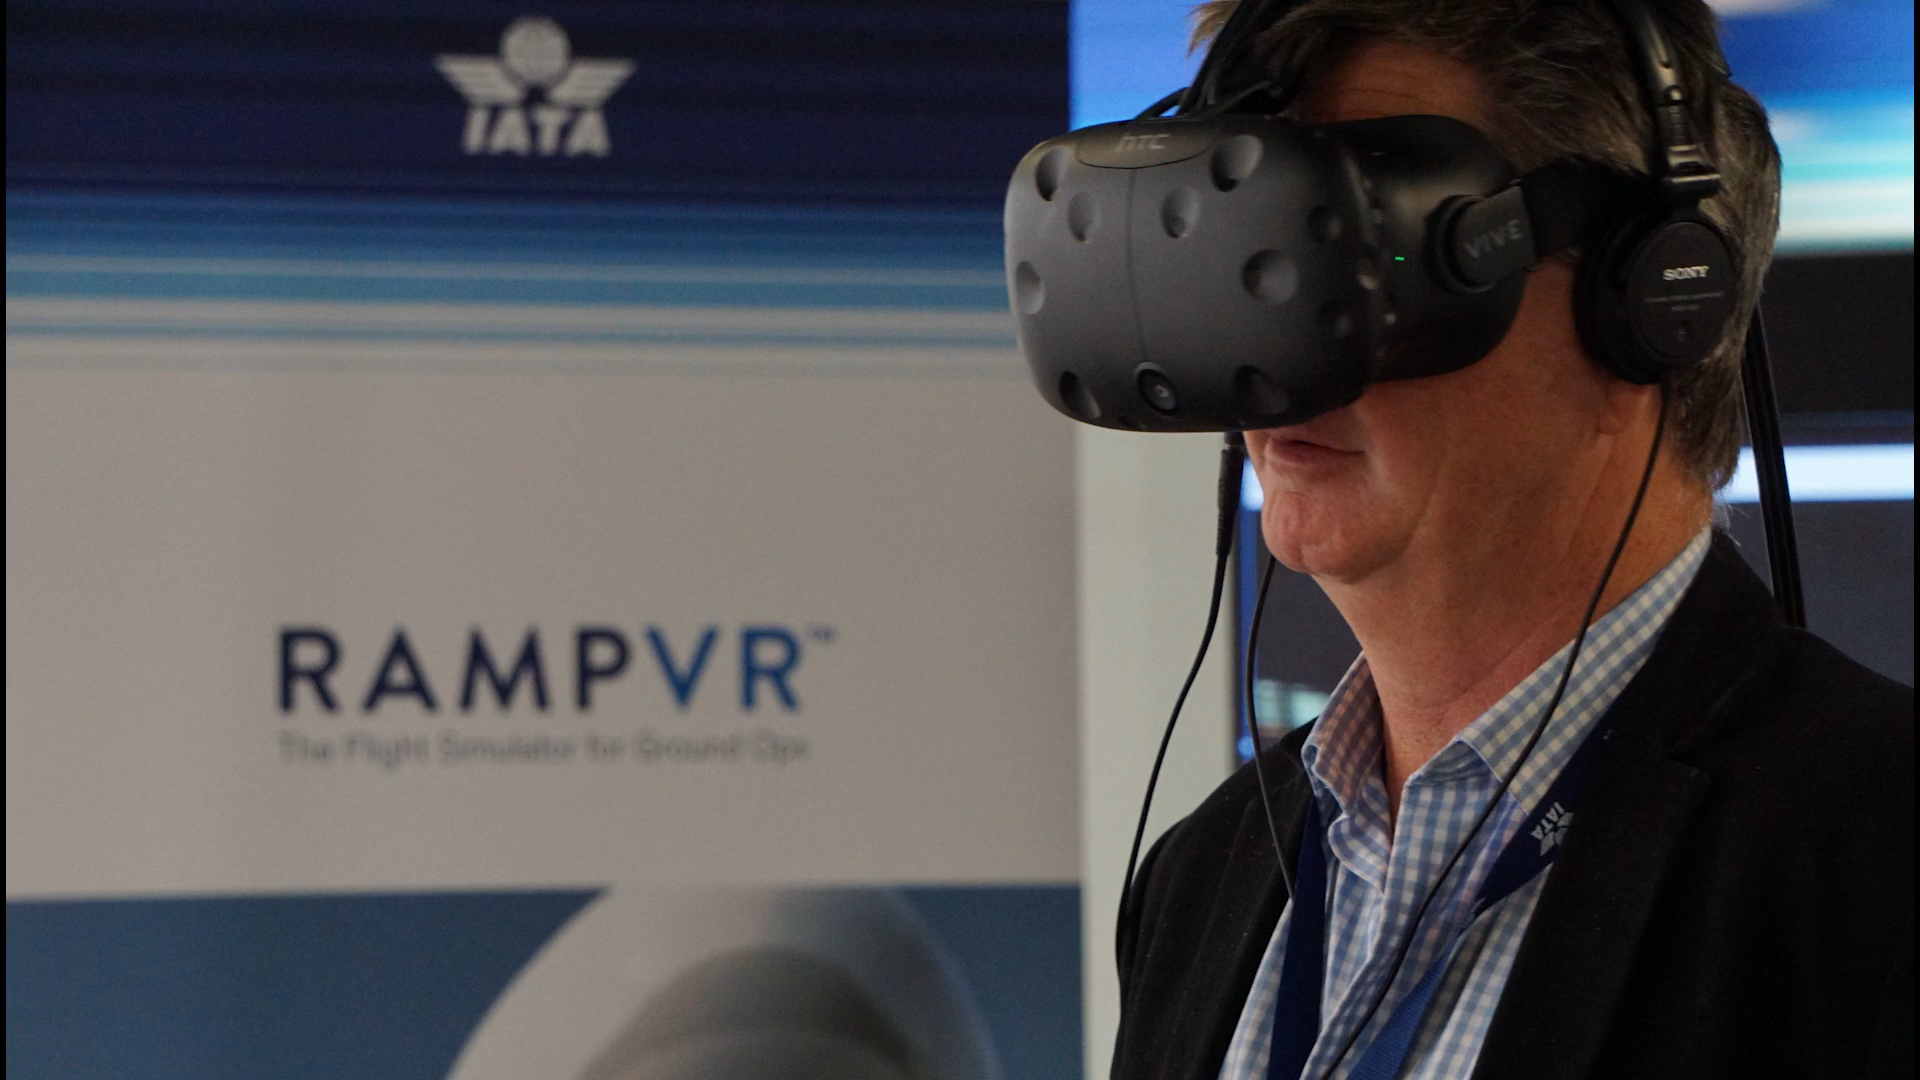 IATA
RAMPVR™
The Flight Simulator for Ground Ops
hTC
VIVE
SONY
IATA